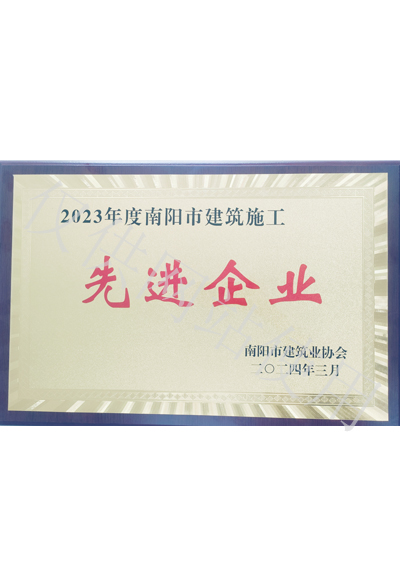 2023年度南阳市建筑施工
先进企业
南阳市建筑业协会
二〇二四年三月